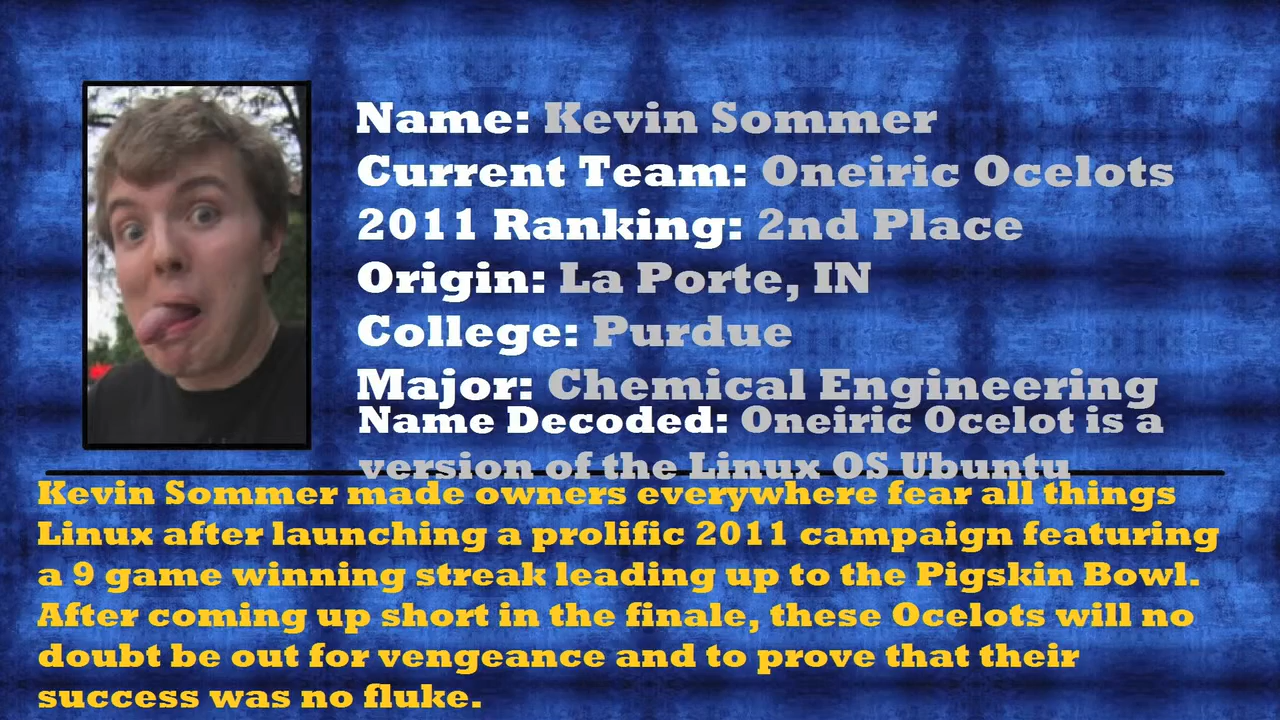 Name: Kevin Sommer
Current Team: Oneiric Ocelots
2011 Ranking: 2nd Place
Origin: La Porte, IN
College: Purdue
Major: Chemical Engineering
Name Decoded: Oneiric Ocelot is a
version of the Linux OS Ubuntu
Kevin Sommer made owners everywhere fear all things
Linux after launching a prolific 2011 campaign featuring
a 9 game winning streak leading up to the Pigskin Bowl.
After coming up short in the finale, these Ocelots will no
doubt be out for vengeance and to prove that their
success was no fluke.